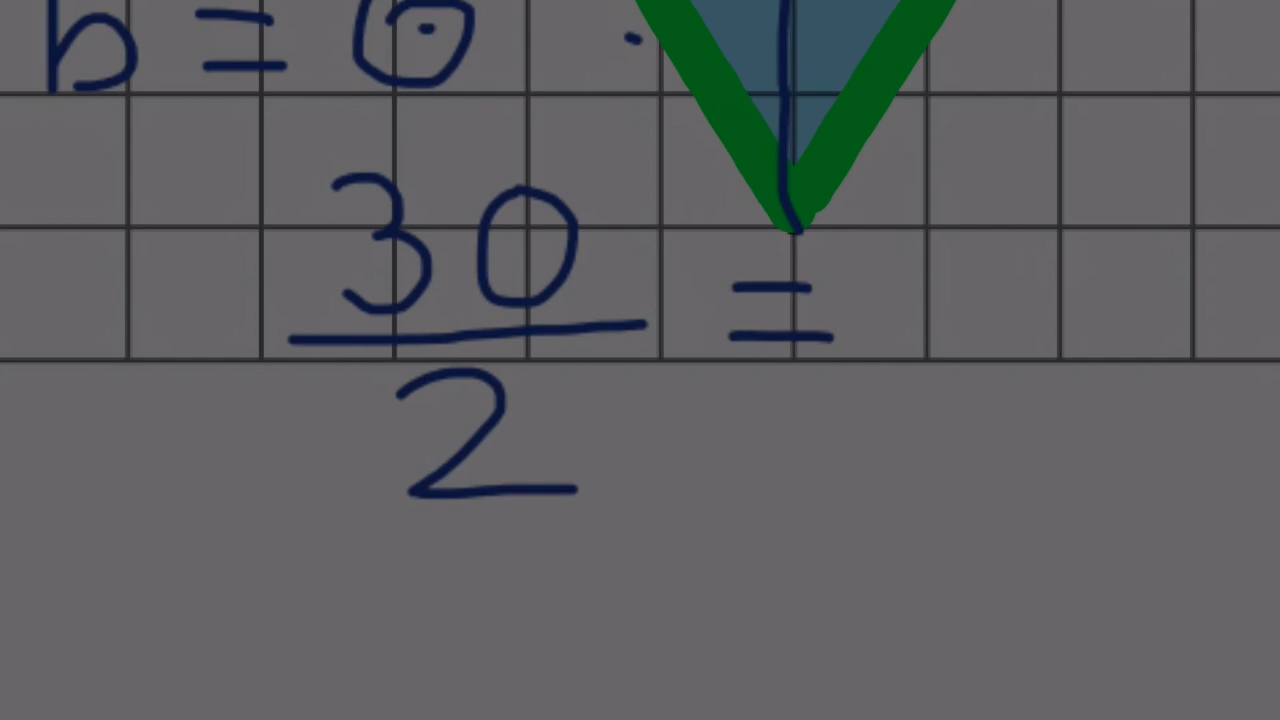 b = 6 .
30
2 =